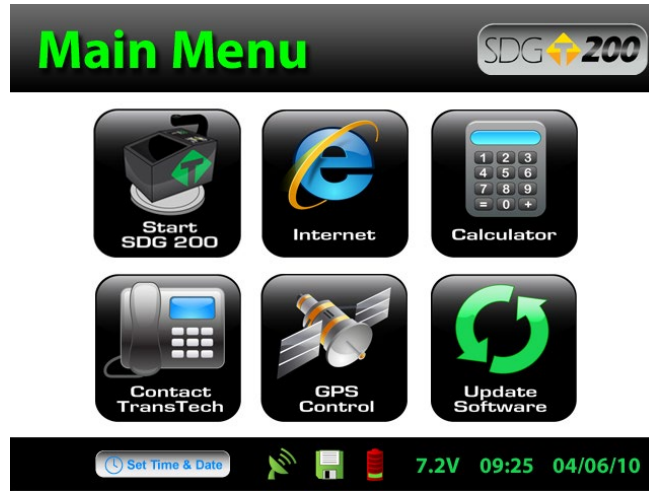 Main Menu
SDG T 200
T
Start
SDG 200
Internet
1 2 3
4 5 6
7 8 9
= 0 +
Calculator
Contact
TransTech
GPS
Control
Update
Software
Set Time & Date
7.2V 09:25 04/06/10